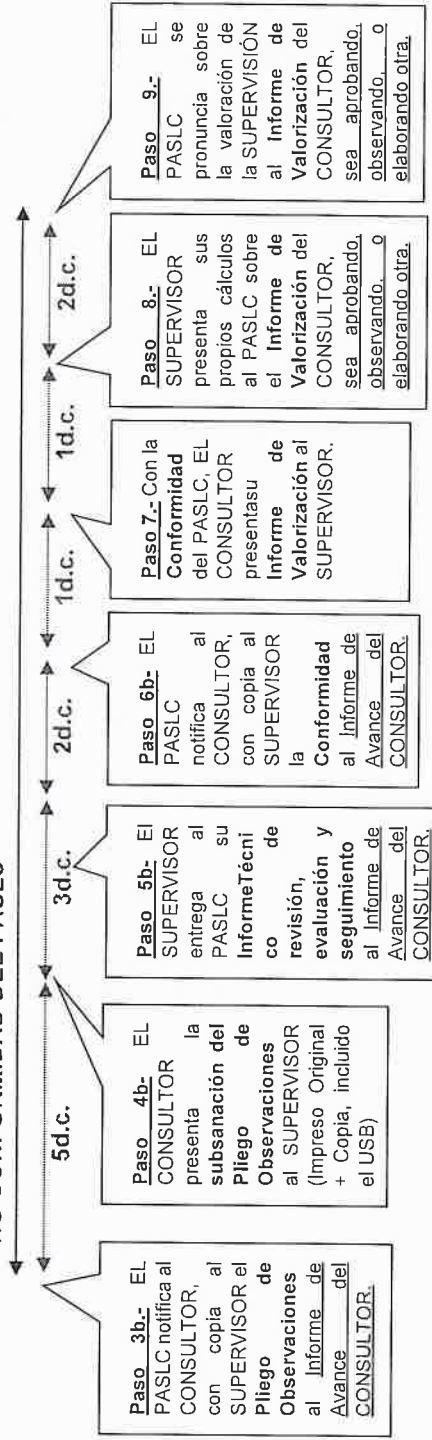 NO CONFORMIDAD DEL PASLC
5d.c.
3d.c.
2d.c.
1d.c.
1d.c.
2d.c.
Paso 3b.- EL
PASLC notifica al
CONSULTOR,
con copia al
SUPERVISOR el
Pliego de
Observaciones
al Informe de
Avance del
CONSULTOR.
Paso 4b- EL
CONSULTOR
presenta la
subsanación del
Pliego de
Observaciones
al SUPERVISOR
(Impreso Original
+ Copia, incluido
el USB)
Paso 5b- El
SUPERVISOR
entrega al
PASLC su
InformeTécni
co de
revisión,
evaluación y
seguimiento
al Informe de
Avance del
CONSULTOR.
Paso 6b- EL
PASLC
notifica al
CONSULTOR,
con copia al
SUPERVISOR
la
Conformidad
al Informe de
Avance del
CONSULTOR.
Paso 7.- Con la
Conformidad
del PASLC, EL
CONSULTOR
presentasu
Informe de
Valorización al
SUPERVISOR.
Paso 8.- EL
SUPERVISOR
presenta sus
propios cálculos
al PASLC sobre
el Informe de
Valorización del
CONSULTOR,
sea aprobando,
observando, o
elaborando otra.
Paso 9.- EL
PASLC se
pronuncia sobre
la valoración de
la SUPERVISIÓN
al Informe de
Valorización del
CONSULTOR,
sea aprobando,
observando, o
elaborando otra.